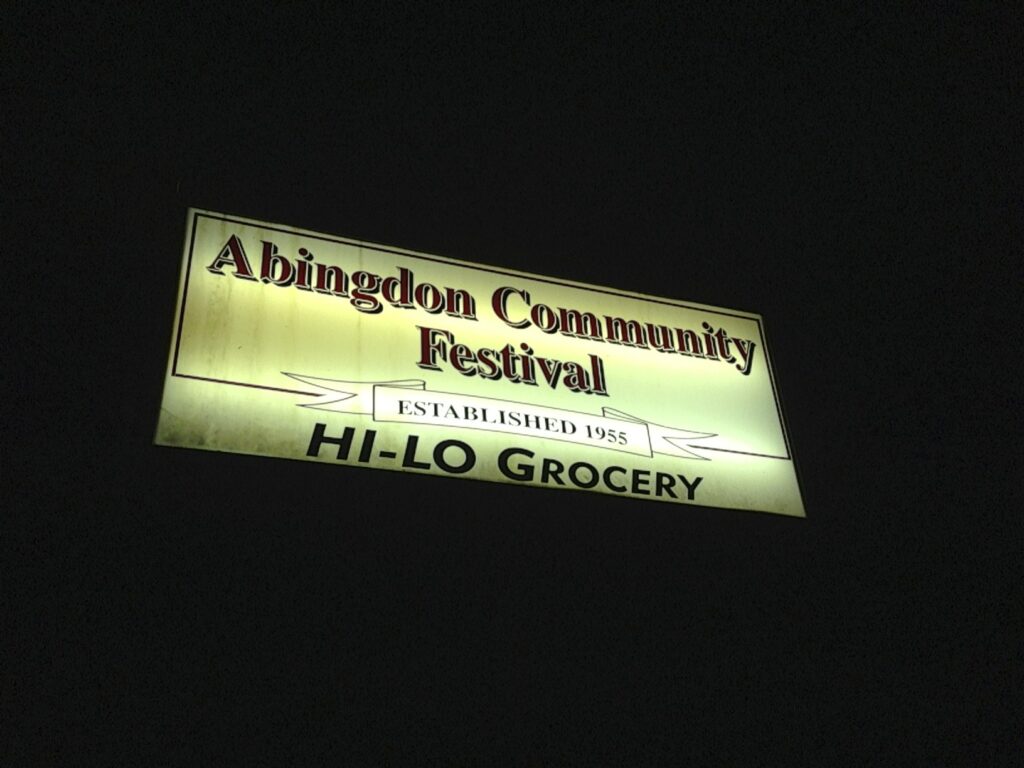 Abingdon Community
Festival
ESTABLISHED 1955
HI-LO GROCERY